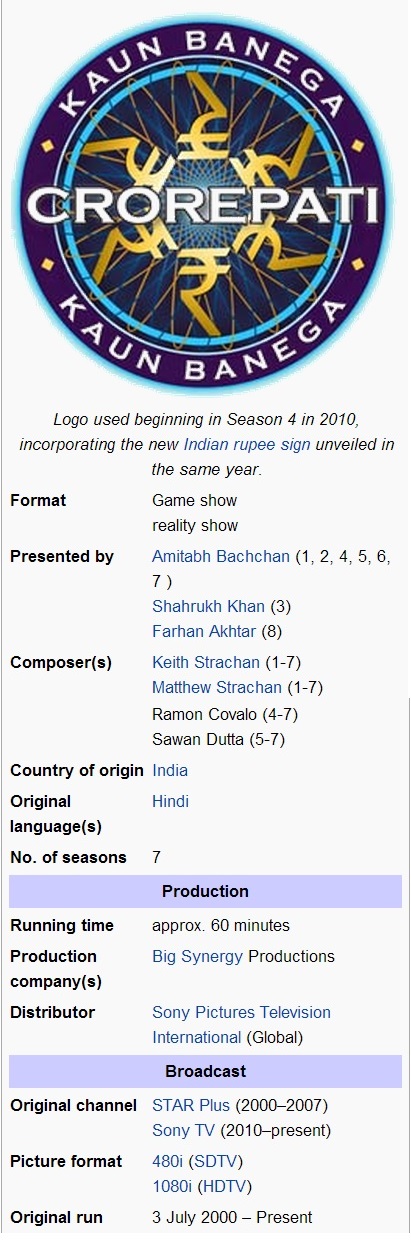 KAUN BANEGA
CROREPATI
KAUN BANEGA
Logo used beginning in Season 4 in 2010,
incorporating the new Indian rupee sign unveiled in
the same year.
Format Game show
reality show
Presented by Amitabh Bachchan (1, 2, 4, 5, 6,
7 )
Shahrukh Khan (3)
Farhan Akhtar (8)
Composer(s) Keith Strachan (1-7)
Matthew Strachan (1-7)
Ramon Covalo (4-7)
Sawan Dutta (5-7)
Country of origin India
Original Hindi
language(s)
No. of seasons 7
Production
Running time approx. 60 minutes
Production Big Synergy Productions
company(s)
Distributor Sony Pictures Television
International (Global)
Broadcast
Original channel STAR Plus (2000–2007)
Sony TV (2010–present)
Picture format 480i (SDTV)
1080i (HDTV)
Original run 3 July 2000 – Present